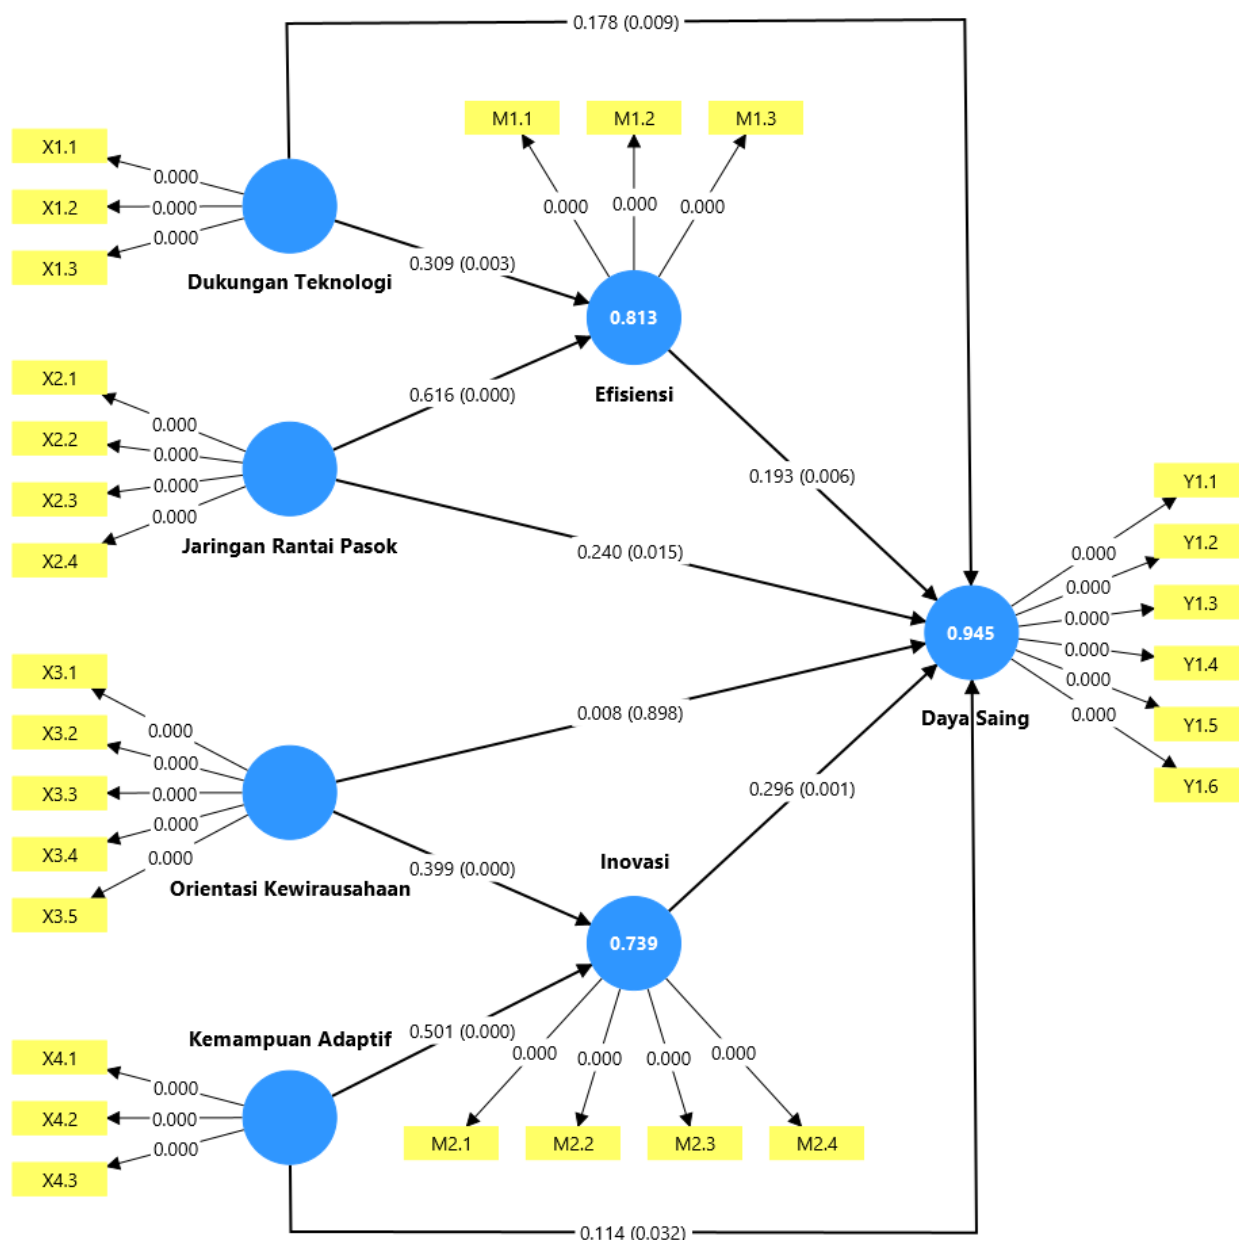 0.178 (0.009)
M1.1
M1.2
M1.3
X1.1
X1.2
X1.3
0.000
0.000
0.000
0.000
0.000
0.000
Dukungan Teknologi
0.309 (0.003)
0.813
Efisiensi
X2.1
X2.2
X2.3
X2.4
0.000
0.000
0.000
0.000
0.616 (0.000)
Jaringan Rantai Pasok
0.193 (0.006)
0.240 (0.015)
Y1.1
Y1.2
Y1.3
Y1.4
Y1.5
Y1.6
0.000
0.000
0.000
0.000
0.000
0.000
0.945
Daya Saing
X3.1
X3.2
X3.3
X3.4
X3.5
0.000
0.000
0.000
0.000
0.000
0.008 (0.898)
0.296 (0.001)
Orientasi Kewirausahaan
0.399 (0.000)
Inovasi
0.739
Kemampuan Adaptif
0.501 (0.000)
X4.1
X4.2
X4.3
0.000
0.000
0.000
0.000
0.000
0.000
0.000
M2.1
M2.2
M2.3
M2.4
0.114 (0.032)